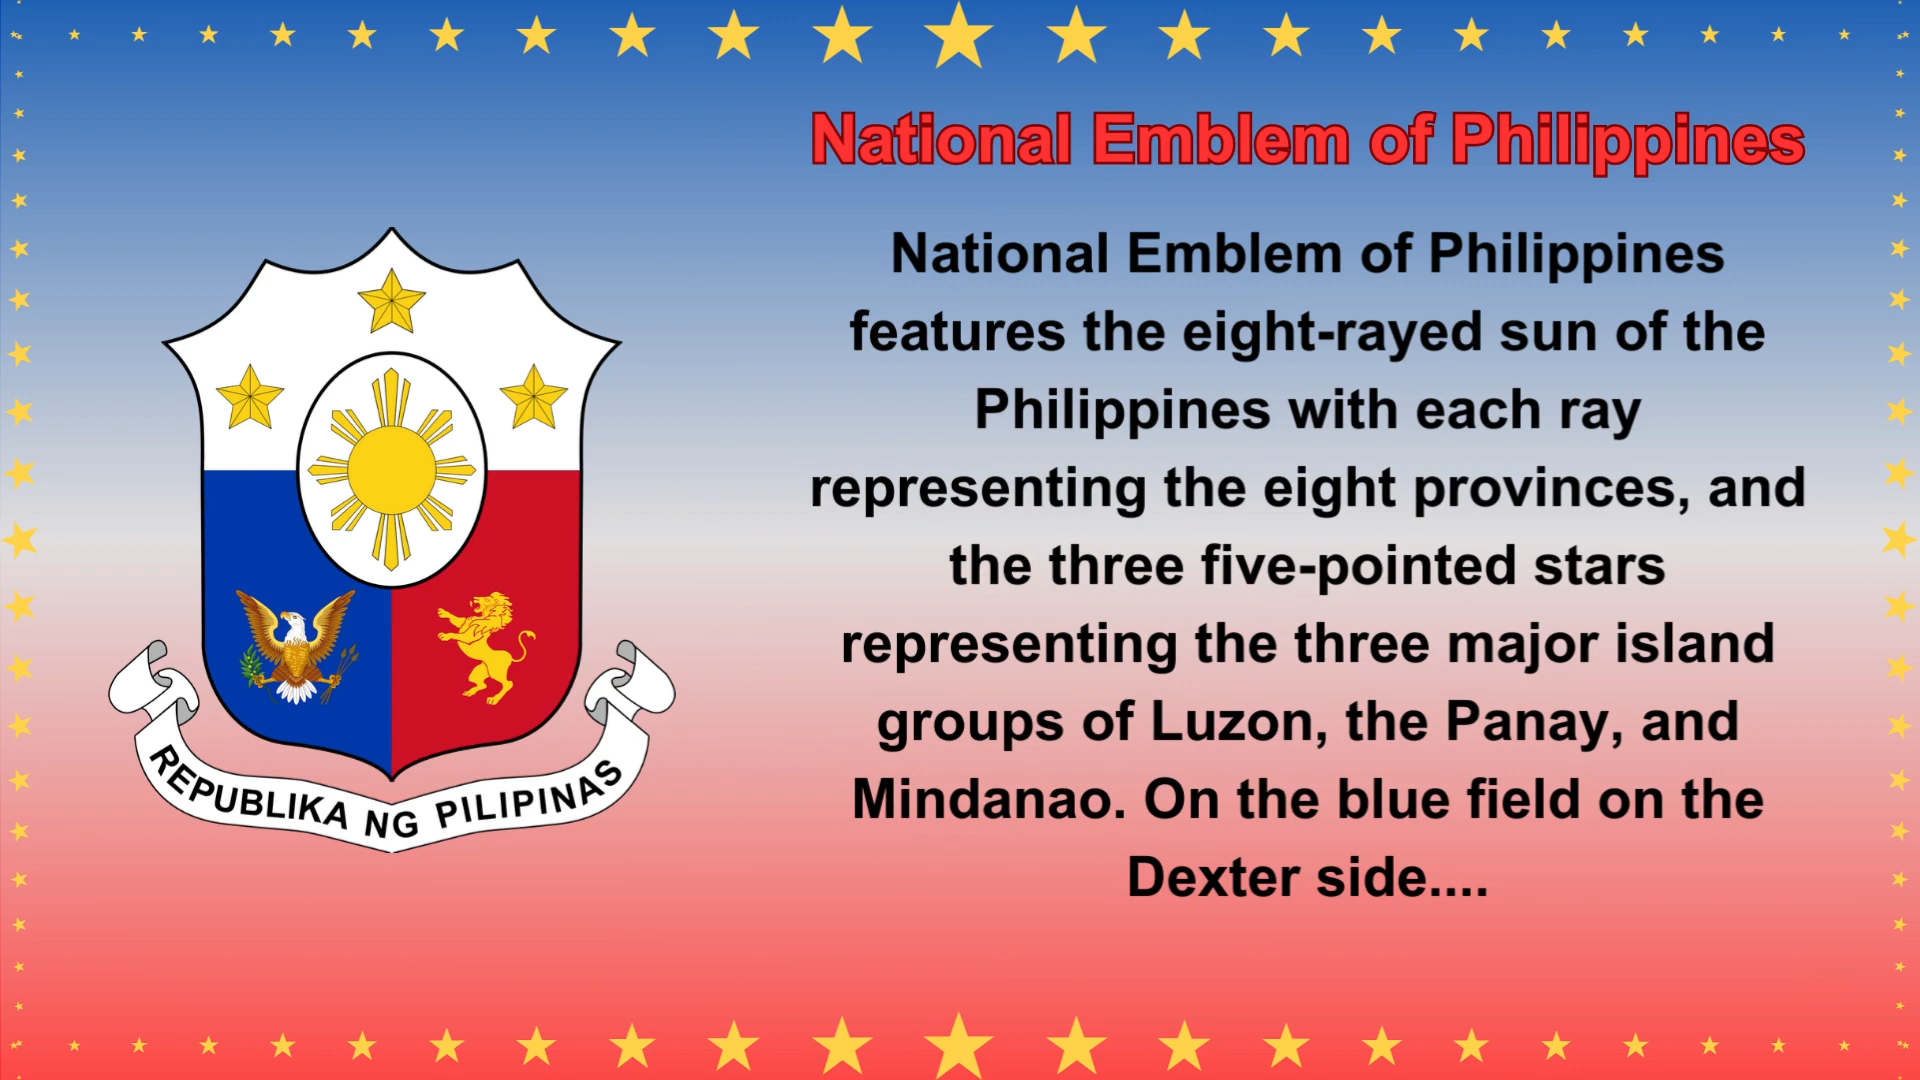 National Emblem of Philippines
National Emblem of Philippines
features the eight-rayed sun of the
Philippines with each ray
representing the eight provinces, and
the three five-pointed stars
representing the three major island
groups of Luzon, the Panay, and
Mindanao. On the blue field on the
Dexter side....
REPUBLIKA NG PILIPINAS